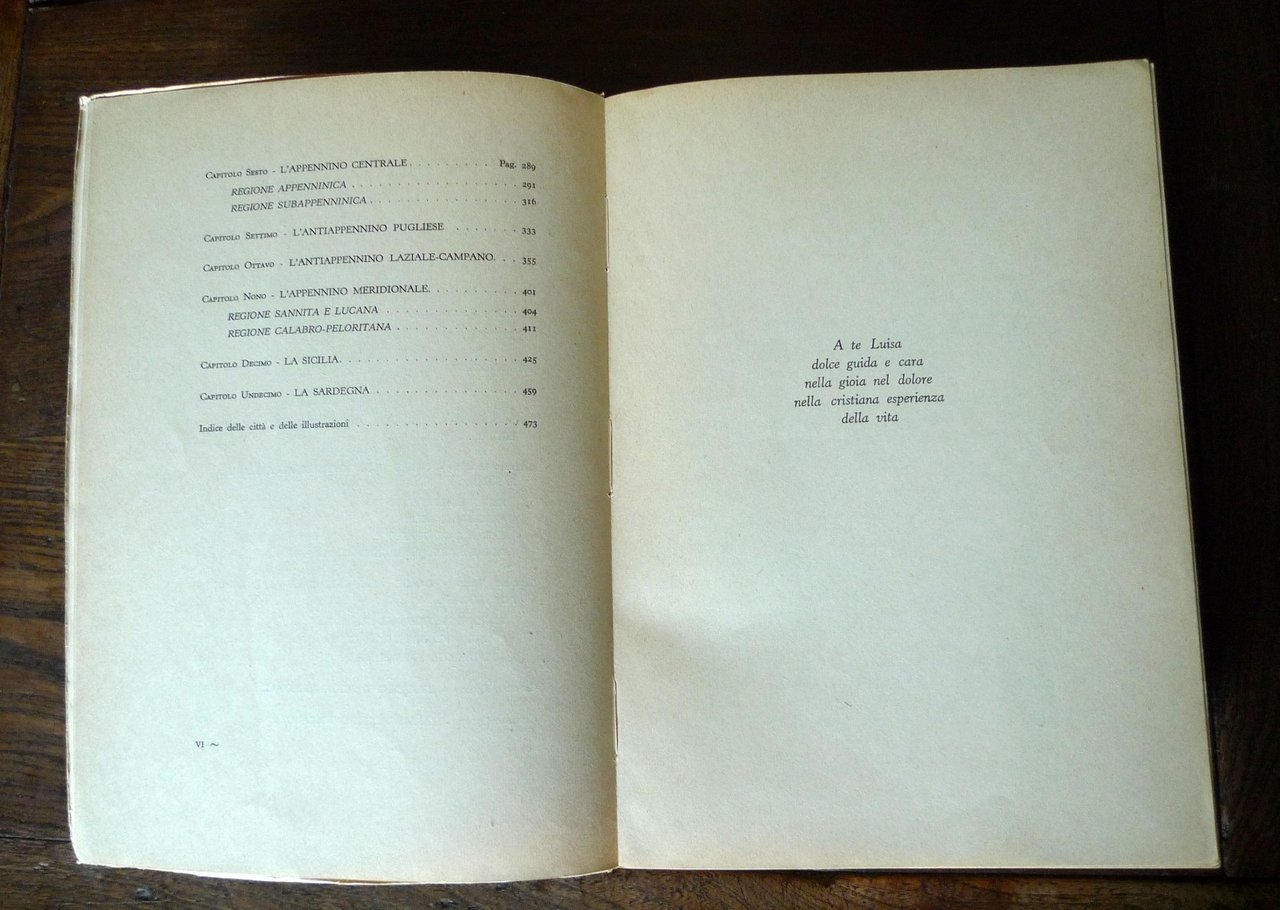 Capitolo Sesto - L'APPENNINO CENTRALE . . . . . . . . . Pag. 289
REGIONE APPENNINICA . . . . . . . . . . . . . . . . . . 291
REGIONE SUBAPPENNINICA . . . . . . . . . . . . . . . . 316
Capitolo Settimo - L'ANTIAPPENNINO PUGLIESE . . . . . . . 333
Capitolo Ottavo - L'ANTIAPPENNINO LAZIALE-CAMPANO. . . 355
Capitolo Nono - L'APPENNINO MERIDIONALE. . . . . . . . . . 401
REGIONE SANNITA E LUCANA . . . . . . . . . . . . . . . 404
REGIONE CALABRO-PELORITANA . . . . . . . . . . . . . . 411
Capitolo Decimo - LA SICILIA. . . . . . . . . . . . . . . . . . . . 425
Capitolo Undecimo - LA SARDEGNA . . . . . . . . . . . . . . . . 459
Indice delle città e delle illustrazioni . . . . . . . . . . . . . . . . . . 473
VI ~
A te Luisa
dolce guida e cara
nella gioia nel dolore
nella cristiana esperienza
della vita